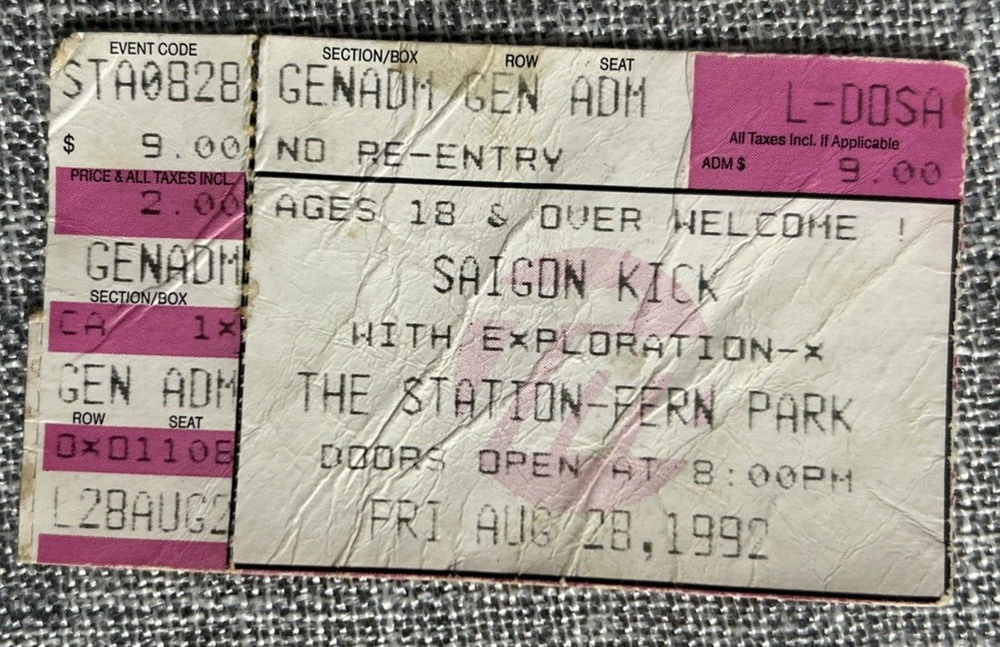 EVENT CODE
STA0828
$ 9.00
PRICE & ALL TAXES INCL.
2.00
GENADM
SECTION/BOX
CA 1X
GEN ADM
ROW SEAT
L28AUG2
SECTION/BOX ROW SEAT
GENADM GEN ADM
NO RE-ENTRY
L-DOSA
All Taxes Incl. If Applicable
ADM $ 9.00
AGES 18 & OVER WELCOME !
SAIGON KICK
WITH EXPLORATION-X
THE STATION-FERN PARK
DOORS OPEN AT 8:00PM
FRI AUG 28,1992